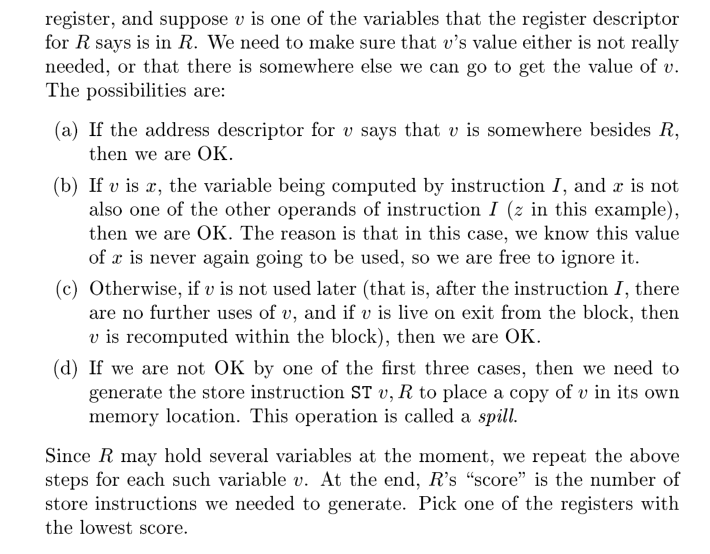 register, and suppose v is one of the variables that the register descriptor
for R says is in R. We need to make sure that v's value either is not really
needed, or that there is somewhere else we can go to get the value of v.
The possibilities are:
(a) If the address descriptor for v says that v is somewhere besides R,
then we are OK.
(b) If v is x, the variable being computed by instruction I, and x is not
also one of the other operands of instruction I (z in this example),
then we are OK. The reason is that in this case, we know this value
of x is never again going to be used, so we are free to ignore it.
(c) Otherwise, if v is not used later (that is, after the instruction I, there
are no further uses of v, and if v is live on exit from the block, then
v is recomputed within the block), then we are OK.
(d) If we are not OK by one of the first three cases, then we need to
generate the store instruction ST v, R to place a copy of v in its own
memory location. This operation is called a spill.
Since R may hold several variables at the moment, we repeat the above
steps for each such variable v. At the end, R's “score” is the number of
store instructions we needed to generate. Pick one of the registers with
the lowest score.